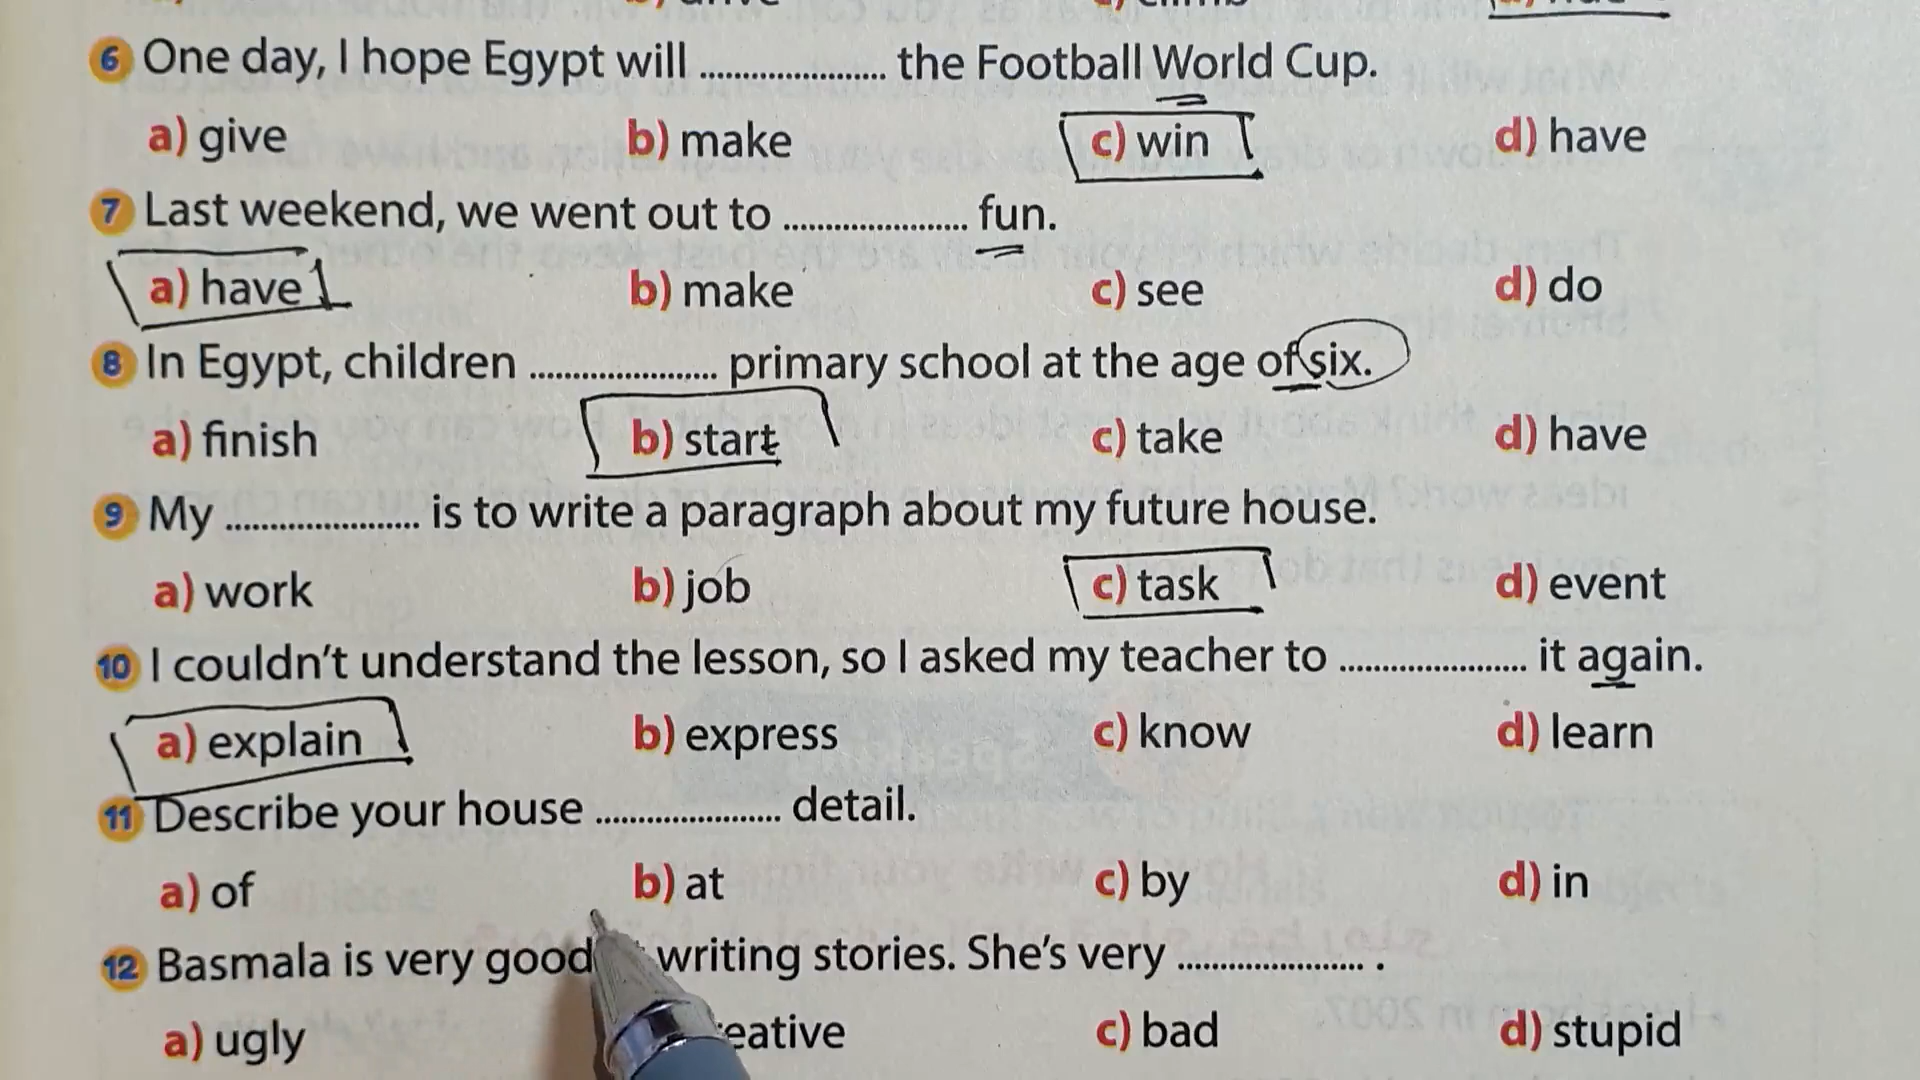 6 One day, I hope Egypt will ..................... the Football World Cup.
a) give b) make c) win d) have
7 Last weekend, we went out to ..................... fun.
a) have b) make c) see d) do
8 In Egypt, children ..................... primary school at the age of six.
a) finish b) start c) take d) have
9 My ..................... is to write a paragraph about my future house.
a) work b) job c) task d) event
10 I couldn't understand the lesson, so I asked my teacher to ..................... it again.
a) explain b) express c) know d) learn
11 Describe your house ..................... detail.
a) of b) at c) by d) in
12 Basmala is very good writing stories. She's very ..................... .
a) ugly eative c) bad d) stupid